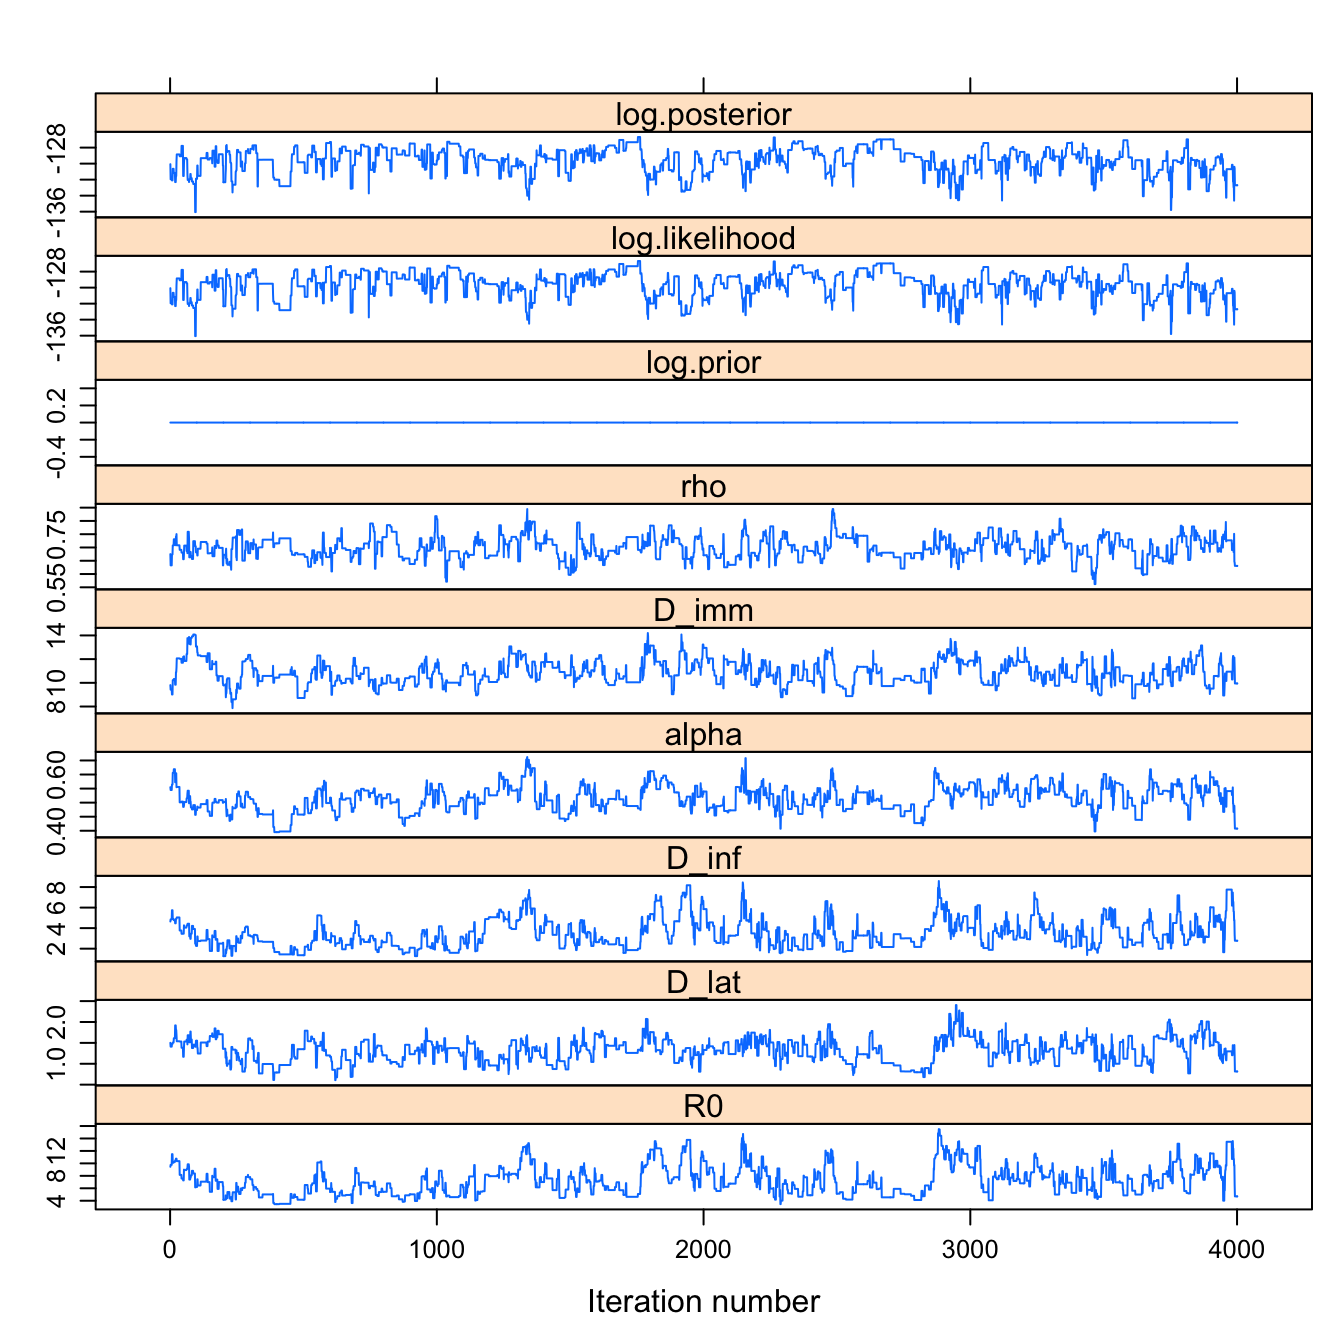 log.posterior
-136 -128
log.likelihood
-136 -128
log.prior
-0.4 0.2
rho
0.55 0.75
D_imm
8 10 14
alpha
0.40 0.60
D_inf
2 4 6 8
D_lat
1.0 2.0
R0
4 8 12
0 1000 2000 3000 4000
Iteration number